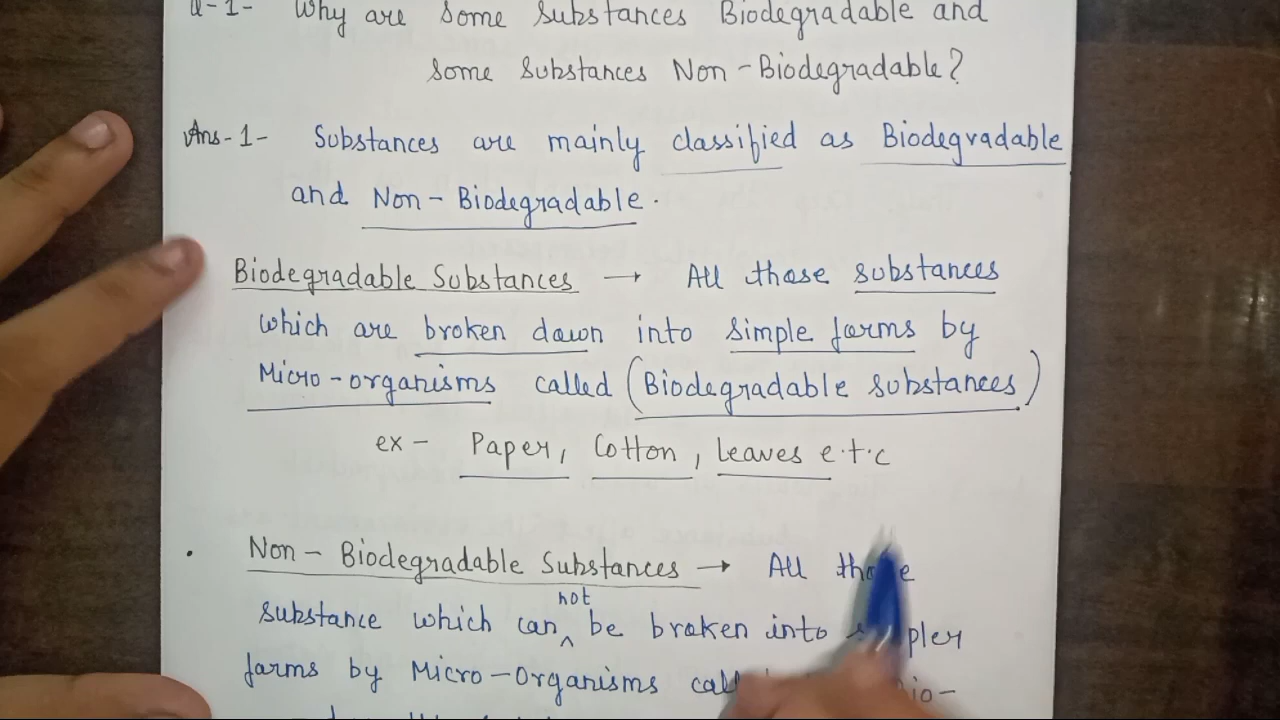 Q-1- Why are some substances Biodegradable and
some substances Non-Biodegradable?
Ans-1- Substances are mainly classified as Biodegradable
and Non-Biodegradable.
Biodegradable Substances → All those substances
which are broken down into simple forms by
Micro-organisms called (Biodegradable substances)
ex- Paper, Cotton, leaves e.t.c
. Non-Biodegradable Substances → All those
not
substance which can ^ be broken into simpler
forms by Micro-Organisms